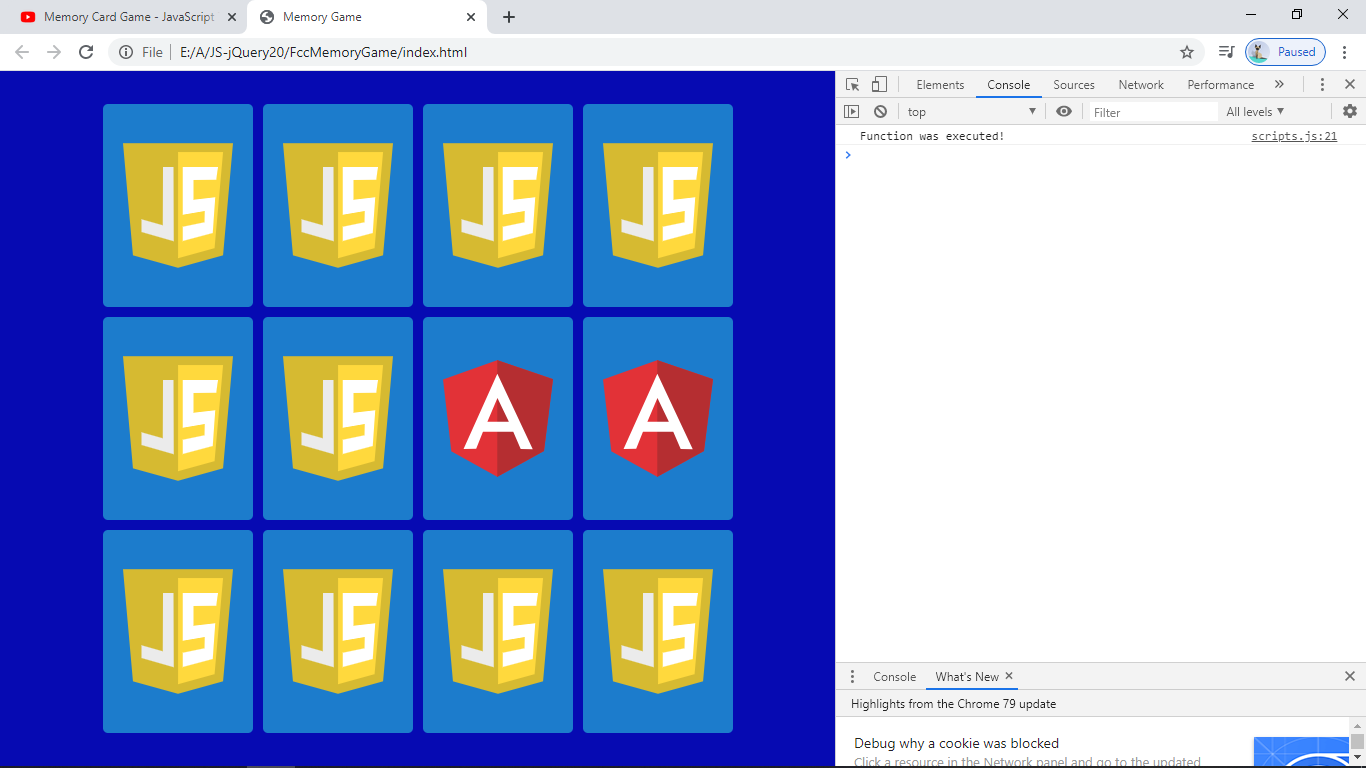 Memory Card Game - JavaScript
Memory Game
File
E:/A/JS-jQuery20/FccMemoryGame/index.html
Paused
Elements Console Sources Network Performance
top Filter All levels
Function was executed! scripts.js:21
JS JS JS JS
JS JS A A
JS JS JS JS
Console What's New
Highlights from the Chrome 79 update
Debug why a cookie was blocked
Click a resource in the Network panel and go to the updated